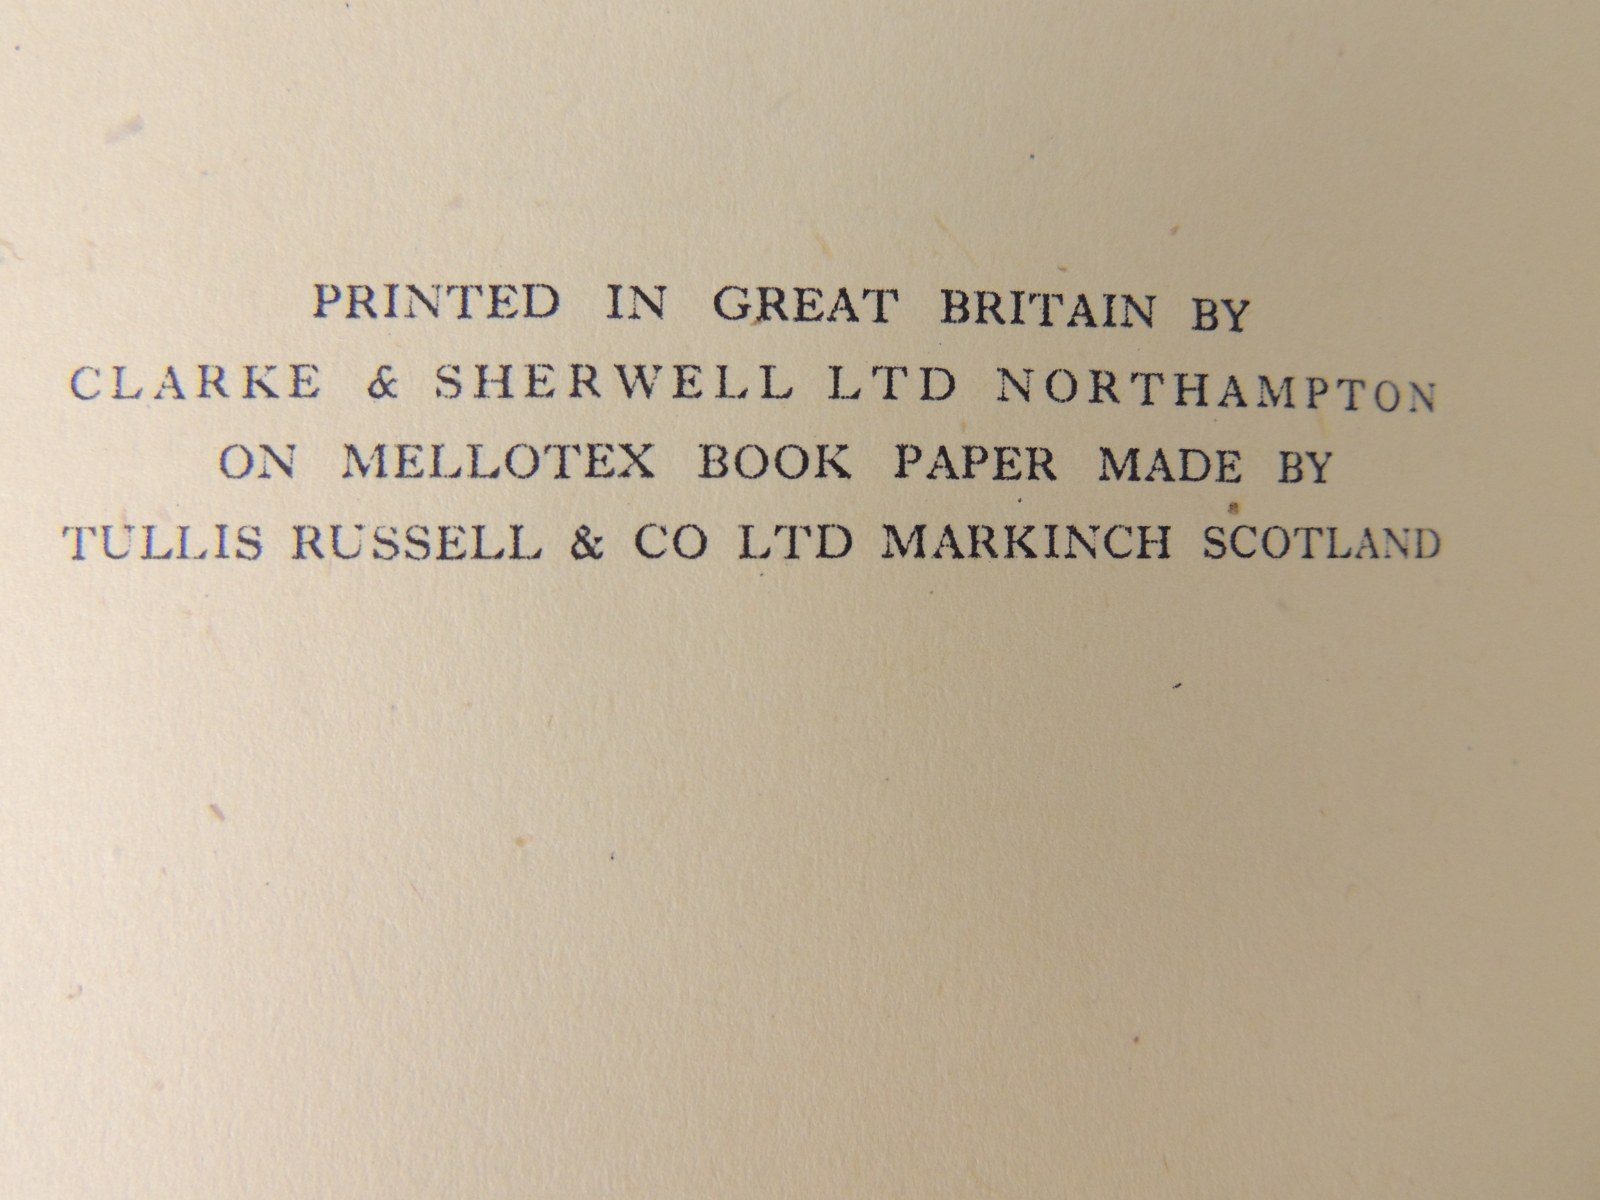 PRINTED IN GREAT BRITAIN BY
CLARKE & SHERWELL LTD NORTHAMPTON
ON MELLOTEX BOOK PAPER MADE BY
TULLIS RUSSELL & CO LTD MARKINCH SCOTLAND